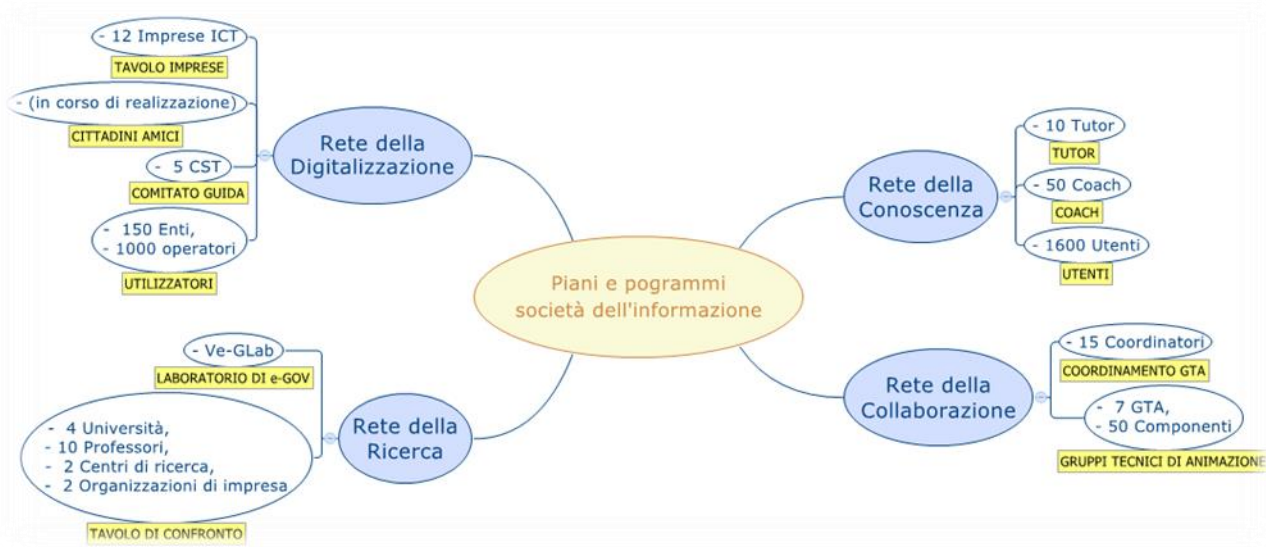 - 12 Imprese ICT
TAVOLO IMPRESE
- (in corso di realizzazione)
CITTADINI AMICI
- 5 CST
COMITATO GUIDA
- 150 Enti,
- 1000 operatori
UTILIZZATORI
Rete della
Digitalizzazione
- Ve-GLab
LABORATORIO DI e-GOV
- 4 Università,
- 10 Professori,
- 2 Centri di ricerca,
- 2 Organizzazioni di impresa
TAVOLO DI CONFRONTO
Rete della
Ricerca
Piani e pogrammi
società dell'informazione
Rete della
Conoscenza
- 10 Tutor
TUTOR
- 50 Coach
COACH
- 1600 Utenti
UTENTI
Rete della
Collaborazione
- 15 Coordinatori
COORDINAMENTO GTA
- 7 GTA,
- 50 Componenti
GRUPPI TECNICI DI ANIMAZIONE